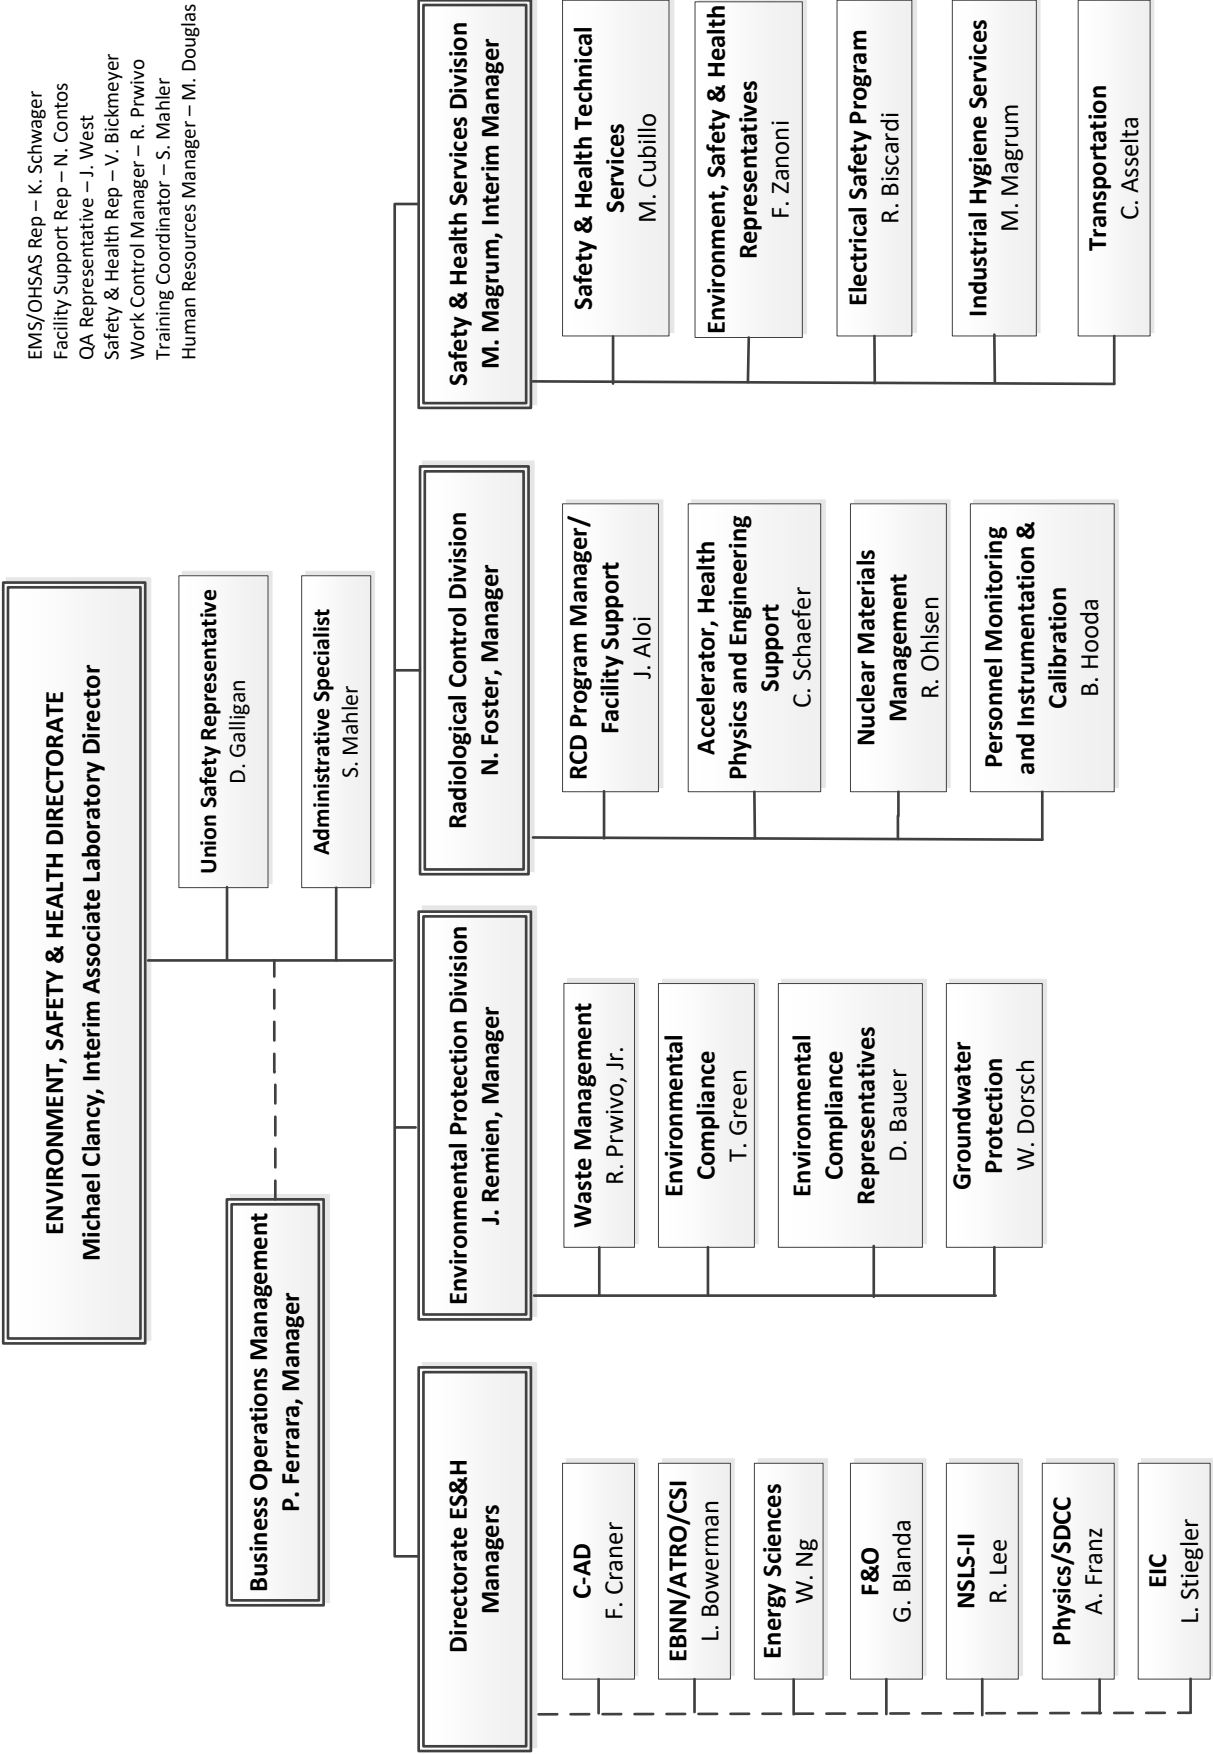 ENVIRONMENT, SAFETY & HEALTH DIRECTORATE
Michael Clancy, Interim Associate Laboratory Director
EMS/OHSAS Rep – K. Schwager
Facility Support Rep – N. Contos
QA Representative – J. West
Safety & Health Rep – V. Bickmeyer
Work Control Manager – R. Prwivo
Training Coordinator – S. Mahler
Human Resources Manager – M. Douglas
Union Safety Representative
D. Galligan
Administrative Specialist
S. Mahler
Business Operations Management
P. Ferrara, Manager
Directorate ES&H
Managers
C-AD
F. Craner
EBNN/ATRO/CSI
L. Bowerman
Energy Sciences
W. Ng
F&O
G. Blanda
NSLS-II
R. Lee
Physics/SDCC
A. Franz
EIC
L. Stiegler
Environmental Protection Division
J. Remien, Manager
Waste Management
R. Prwivo, Jr.
Environmental
Compliance
T. Green
Environmental
Compliance
Representatives
D. Bauer
Groundwater
Protection
W. Dorsch
Radiological Control Division
N. Foster, Manager
RCD Program Manager/
Facility Support
J. Aloi
Accelerator, Health
Physics and Engineering
Support
C. Schaefer
Nuclear Materials
Management
R. Ohlsen
Personnel Monitoring
and Instrumentation &
Calibration
B. Hooda
Safety & Health Services Division
M. Magrum, Interim Manager
Safety & Health Technical
Services
M. Cubillo
Environment, Safety & Health
Representatives
F. Zanoni
Electrical Safety Program
R. Biscardi
Industrial Hygiene Services
M. Magrum
Transportation
C. Asselta